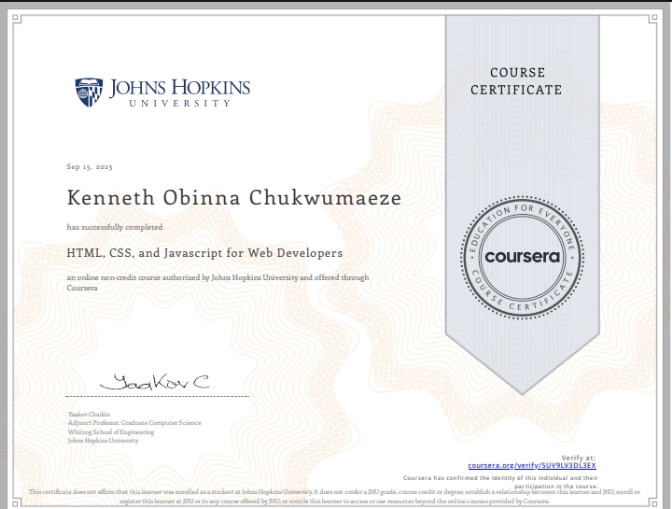 JOHNS HOPKINS
UNIVERSITY
COURSE
CERTIFICATE
Sep 15, 2023
Kenneth Obinna Chukwumaeze
has successfully completed
HTML, CSS, and Javascript for Web Developers
an online non-credit course authorized by Johns Hopkins University and offered through
Coursera
EDUCATION FOR EVERYONE
coursera
COURSE CERTIFICATE
Yaakov C.
Yaakov Chaikin
Adjunct Professor, Graduate Computer Science
Whiting School of Engineering
Johns Hopkins University
Verify at:
coursera.org/verify/5UV9LV3DL3EX
Coursera has confirmed the identity of this individual and their
participation in the course.
This certificate does not affirm that this learner was enrolled as a student at Johns Hopkins University. It does not confer a JHU grade, course credit or degree; establish a relationship between this learner and JHU; enroll or
register this learner at JHU or in any course offered by JHU; or entitle this learner to access or use resources beyond the online courses provided by Coursera.